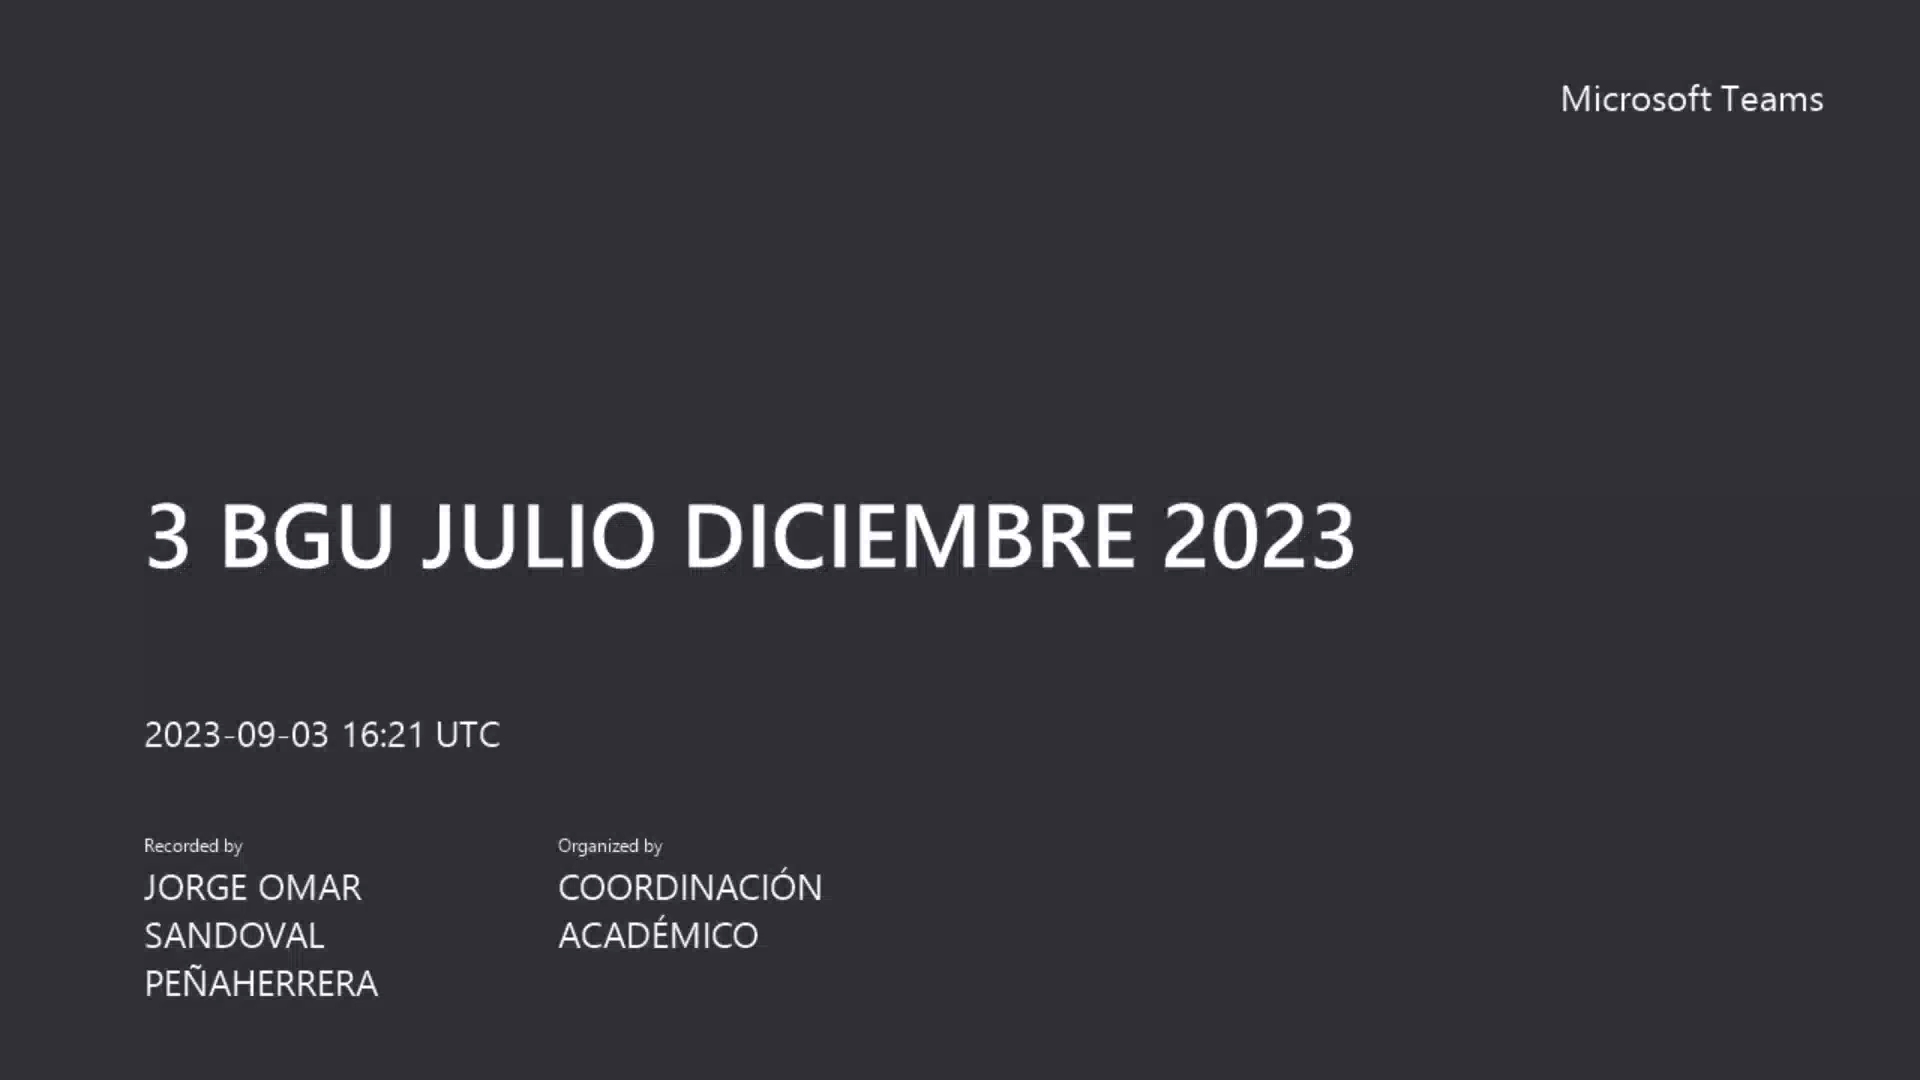 Microsoft Teams
3 BGU JULIO DICIEMBRE 2023
2023-09-03 16:21 UTC
Recorded by
JORGE OMAR
SANDOVAL
PEÑAHERRERA
Organized by
COORDINACIÓN
ACADÉMICO